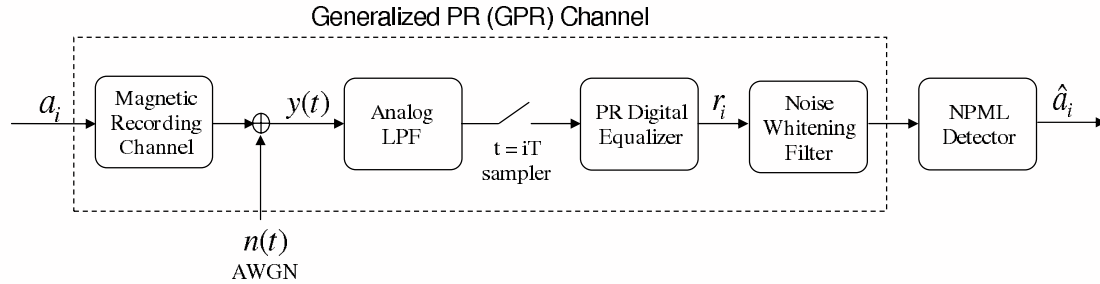 Generalized PR (GPR) Channel
a_i
Magnetic
Recording
Channel
y(t)
Analog
LPF
t = iT
sampler
PR Digital
Equalizer
r_i
Noise
Whitening
Filter
NPML
Detector
â_i
n(t)
AWGN